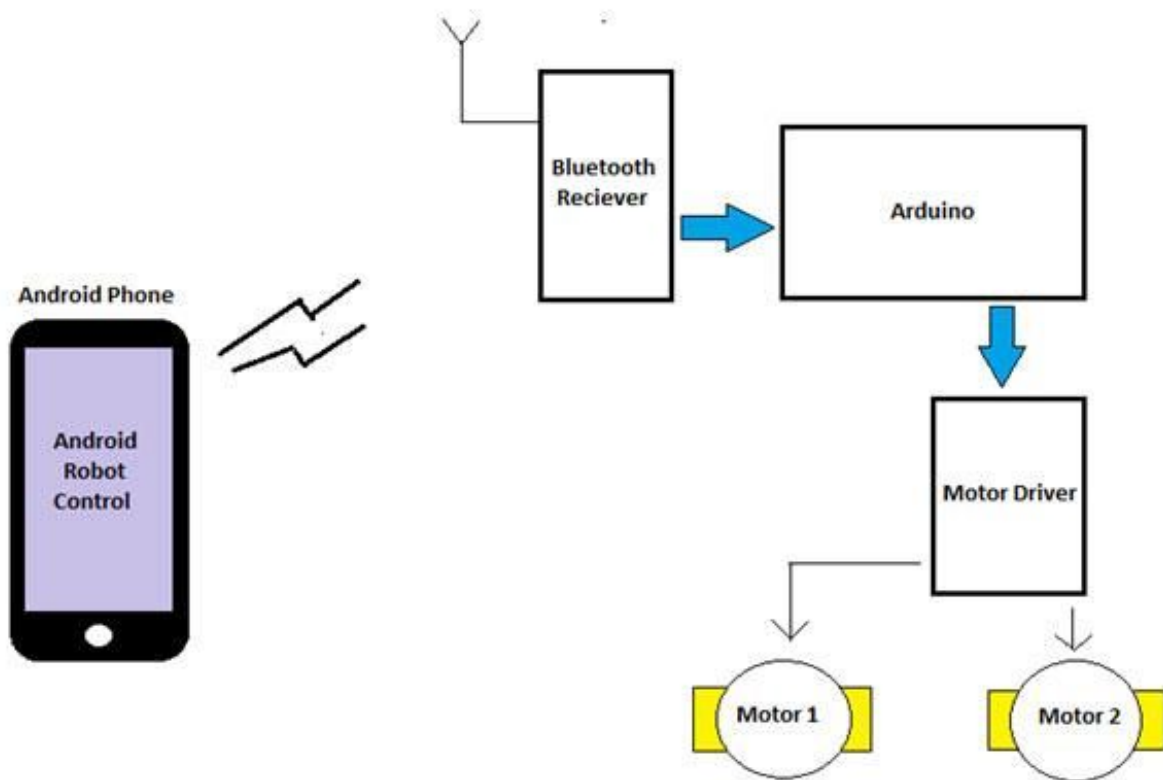 Bluetooth
Reciever
Arduino
Android Phone
Android
Robot
Control
Motor Driver
Motor 1
Motor 2